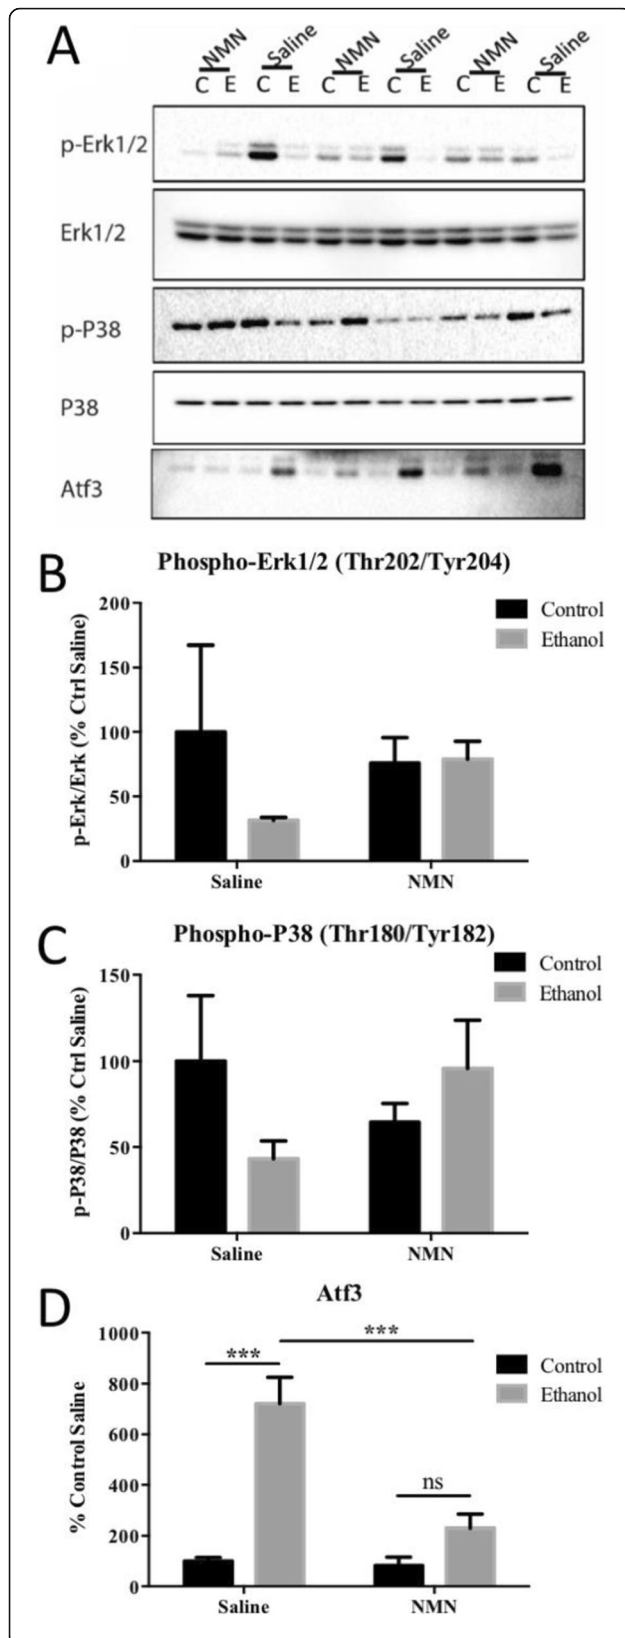 A
NMN Saline NMN Saline NMN Saline
C E C E C E C E C E C E
p-Erk1/2
Erk1/2
p-P38
P38
Atf3
B
Phospho-Erk1/2 (Thr202/Tyr204)
p-Erk/Erk (% Ctrl Saline)
200
150
100
50
0
Control
Ethanol
Saline NMN
C
Phospho-P38 (Thr180/Tyr182)
p-P38/P38 (% Ctrl Saline)
150
100
50
0
Control
Ethanol
Saline NMN
D
Atf3
% Control Saline
1000
800
600
400
200
0
***
***
ns
Control
Ethanol
Saline NMN